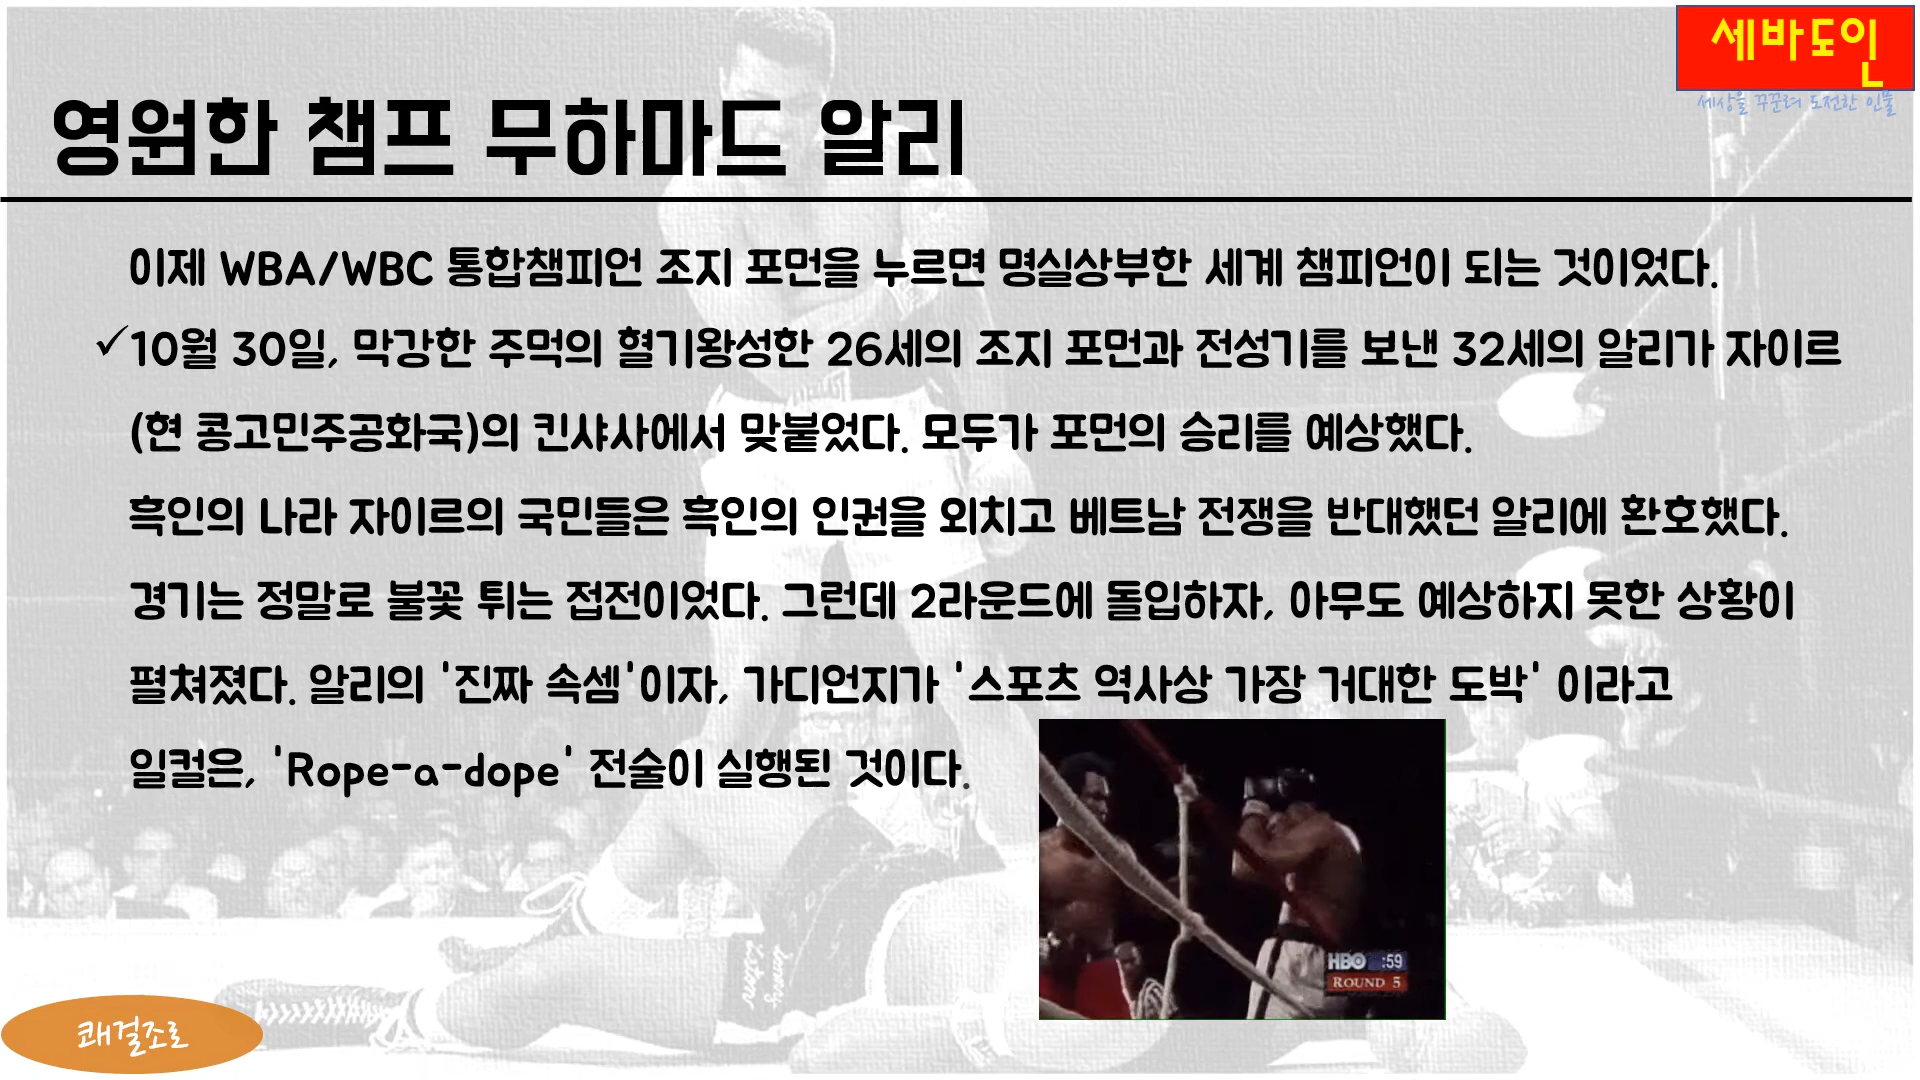 세바도인
세상을 꾸꾼려 도전한 인물
영원한 챔프 무하마드 알리
이제 WBA/WBC 통합챔피언 조지 포먼을 누르면 명실상부한 세계 챔피언이 되는 것이었다.
✓10월 30일, 막강한 주먹의 혈기왕성한 26세의 조지 포먼과 전성기를 보낸 32세의 알리가 자이르
(현 콩고민주공화국)의 킨샤사에서 맞붙었다. 모두가 포먼의 승리를 예상했다.
흑인의 나라 자이르의 국민들은 흑인의 인권을 외치고 베트남 전쟁을 반대했던 알리에 환호했다.
경기는 정말로 불꽃 튀는 접전이었다. 그런데 2라운드에 돌입하자, 아무도 예상하지 못한 상황이
펼쳐졌다. 알리의 '진짜 속셈'이자, 가디언지가 '스포츠 역사상 가장 거대한 도박' 이라고
일컬은, 'Rope-a-dope' 전술이 실행된 것이다.
HBO :59
ROUND 5
쾌걸조로